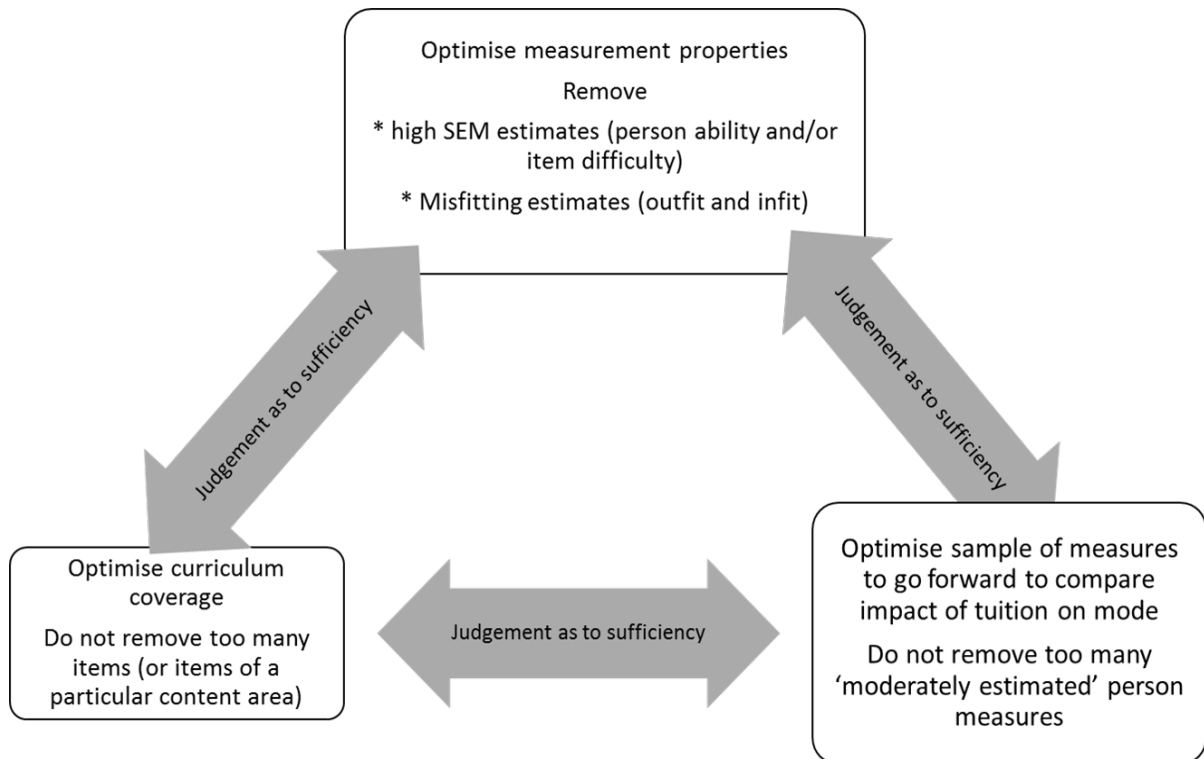 Optimise measurement properties
Remove
* high SEM estimates (person ability and/or
item difficulty)
* Misfitting estimates (outfit and infit)
Judgement as to sufficiency
Judgement as to sufficiency
Optimise curriculum
coverage
Do not remove too many
items (or items of a
particular content area)
Judgement as to sufficiency
Optimise sample of measures
to go forward to compare
impact of tuition on mode
Do not remove too many
‘moderately estimated’ person
measures